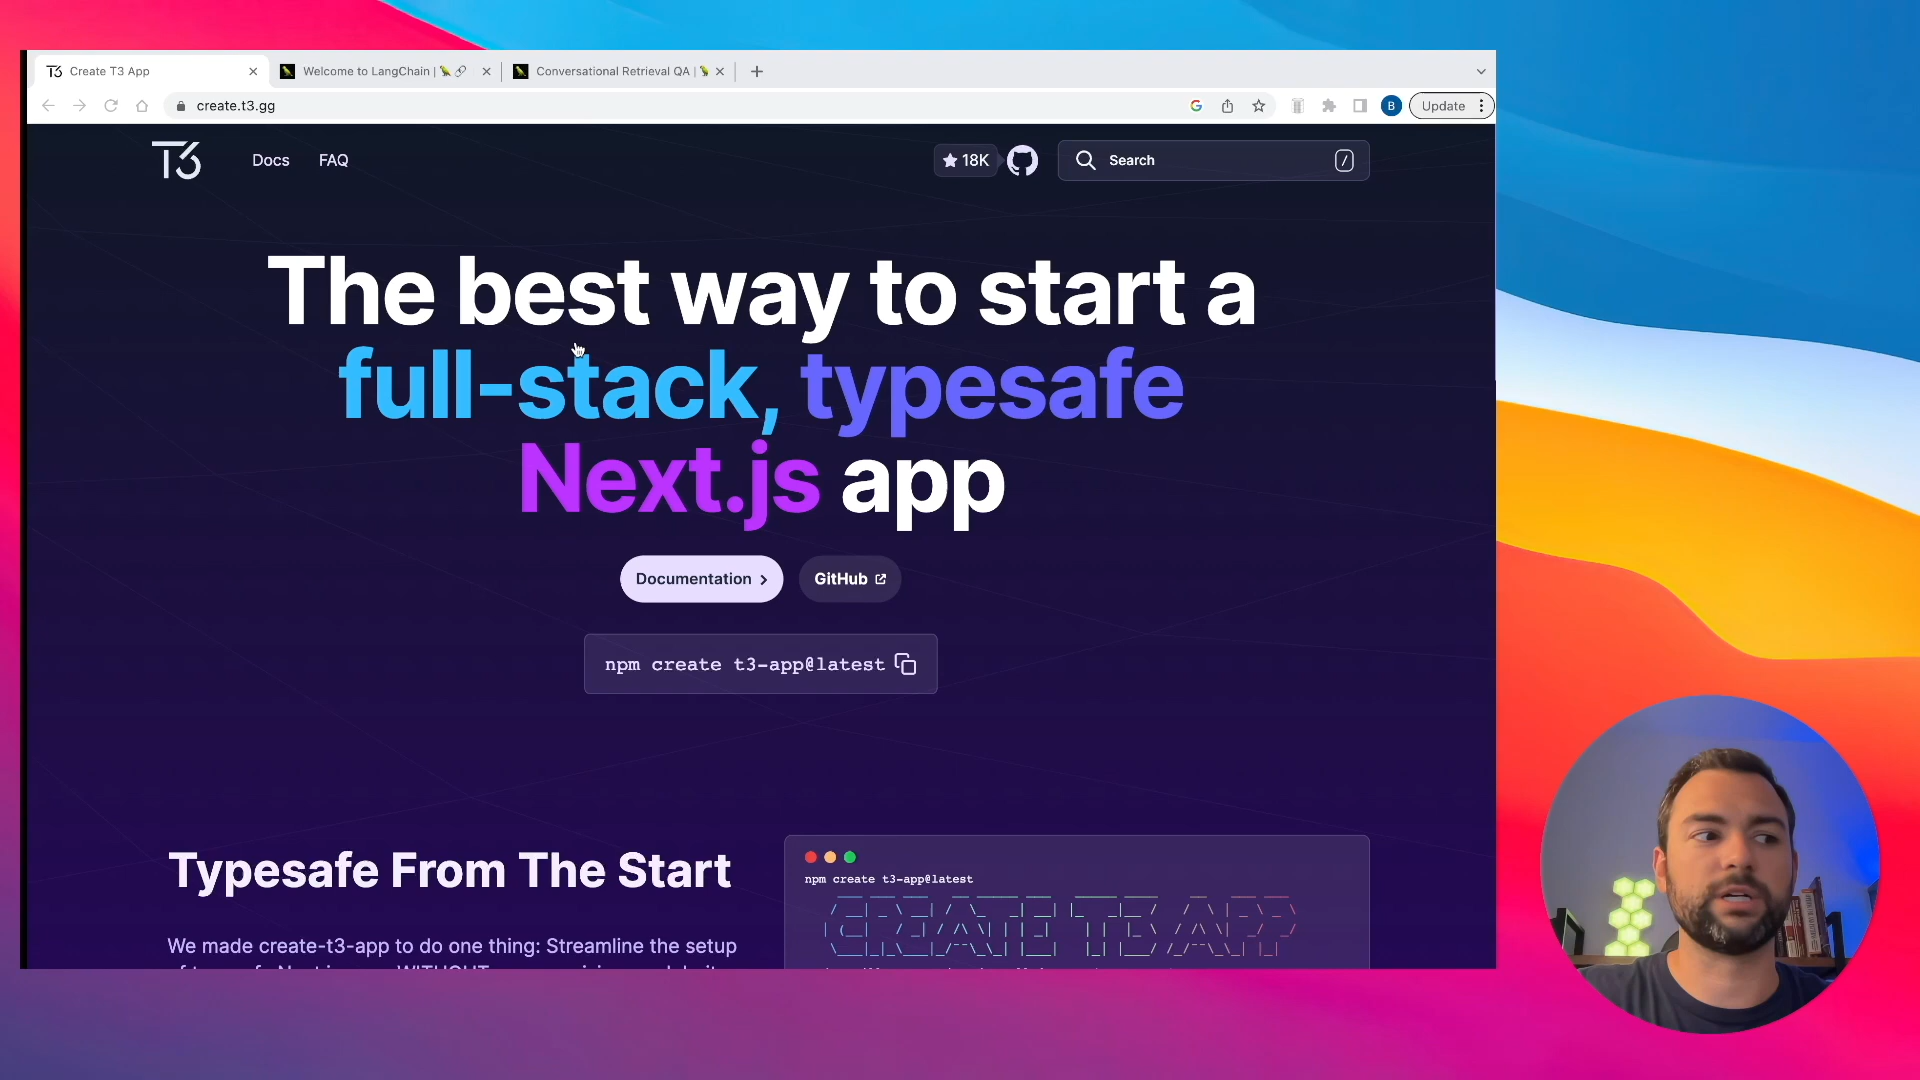 Create T3 App
Welcome to LangChain |
Conversational Retrieval QA |
create.t3.gg
B
Update
T3
Docs
FAQ
18K
Search
/
The best way to start a
full-stack, typesafe
Next.js app
Documentation
GitHub
npm create t3-app@latest
Typesafe From The Start
npm create t3-app@latest
CREATE T3 APP
We made create-t3-app to do one thing: Streamline the setup